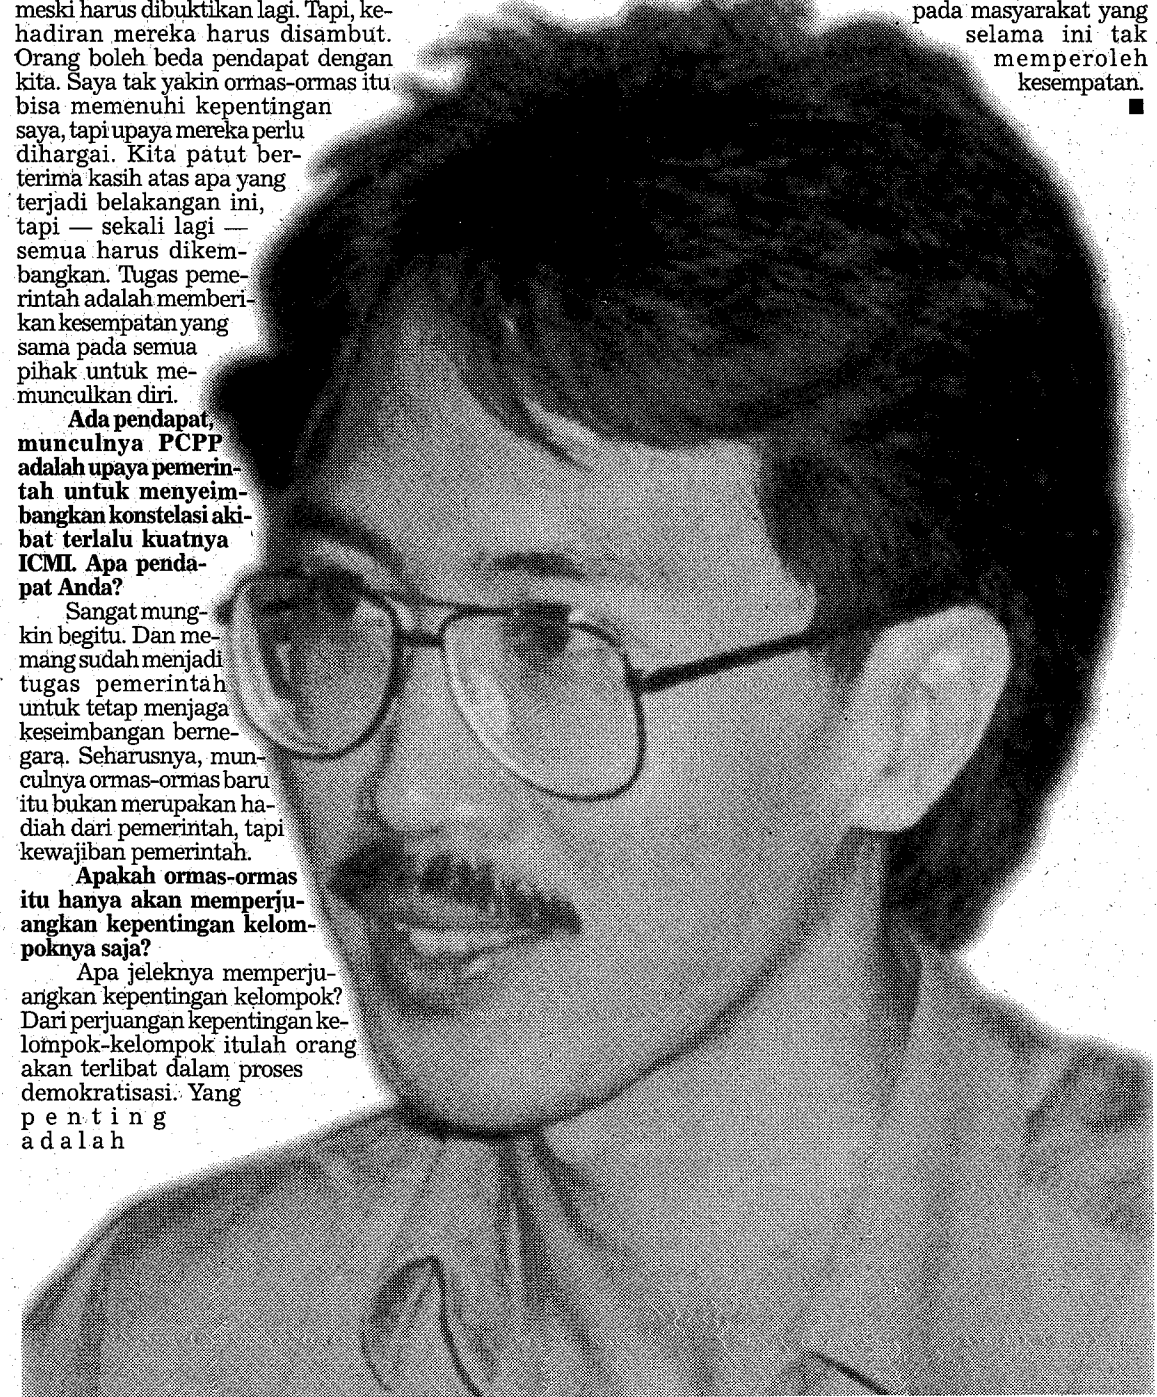 meski harus dibuktikan lagi. Tapi, ke-
hadiran mereka harus disambut.
Orang boleh beda pendapat dengan
kita. Saya tak yakin ormas-ormas itu
bisa memenuhi kepentingan
saya, tapi upaya mereka perlu
dihargai. Kita patut ber-
terima kasih atas apa yang
terjadi belakangan ini,
tapi — sekali lagi —
semua harus dikem-
bangkan. Tugas peme-
rintah adalah memberi-
kan kesempatan yang
sama pada semua
pihak untuk me-
munculkan diri.
Ada pendapat,
munculnya PCPP
adalah upaya pemerin-
tah untuk menyeim-
bangkan konstelasi aki-
bat terlalu kuatnya
ICMI. Apa penda-
pat Anda?
Sangat mung-
kin begitu. Dan me-
mang sudah menjadi
tugas pemerintah
untuk tetap menjaga
keseimbangan berne-
gara. Seharusnya, mun-
culnya ormas-ormas baru
itu bukan merupakan ha-
diah dari pemerintah, tapi
kewajiban pemerintah.
Apakah ormas-ormas
itu hanya akan memperju-
angkan kepentingan kelom-
poknya saja?
Apa jeleknya memperju-
angkan kepentingan kelompok?
Dari perjuangan kepentingan ke-
lompok-kelompok itulah orang
akan terlibat dalam proses
demokratisasi. Yang
penting
adalah
pada masyarakat yang
selama ini tak
memperoleh
kesempatan.
■